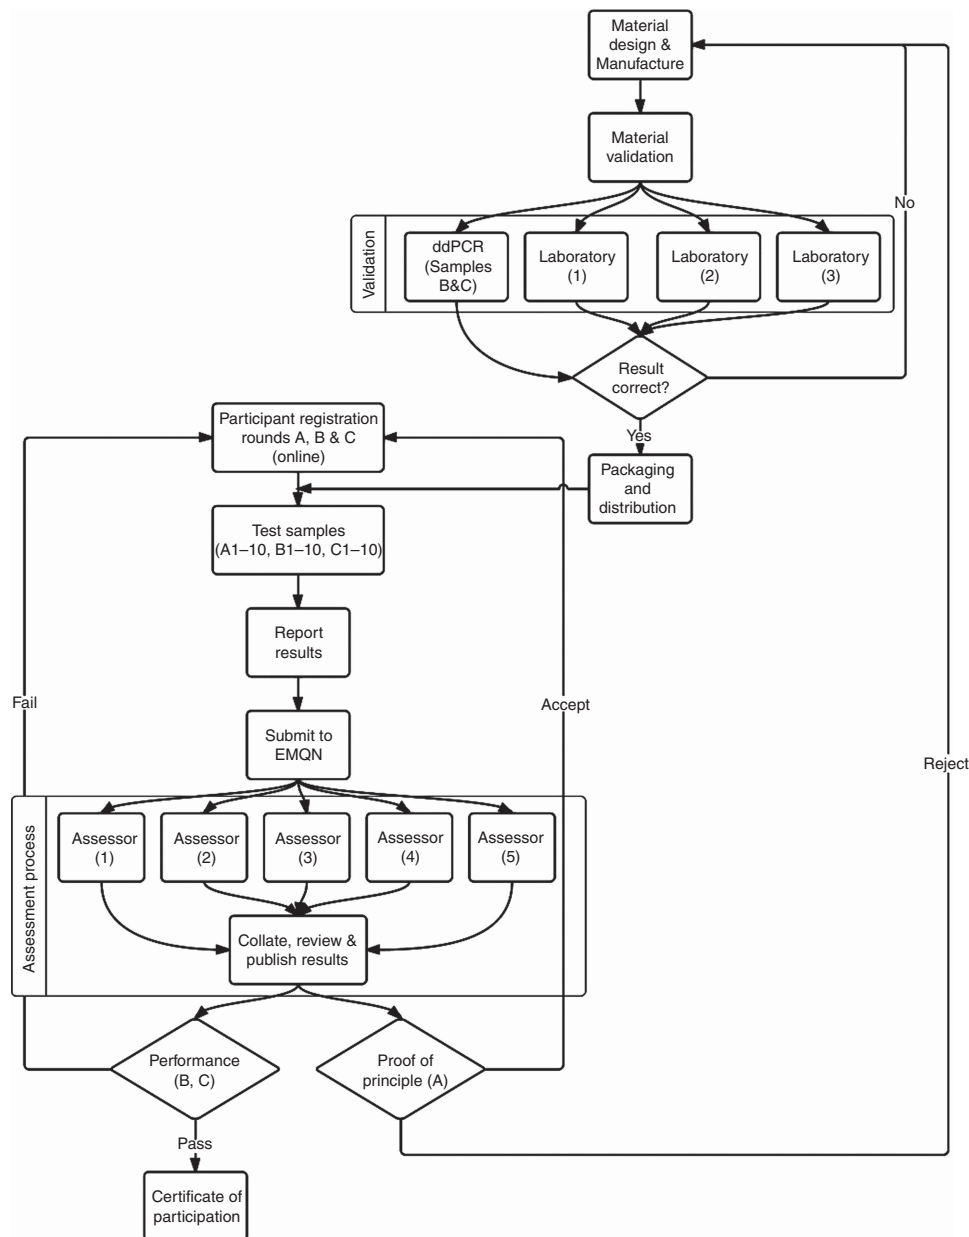 Material
design &
Manufacture
Material
validation
No
Validation
ddPCR
(Samples
B&C)
Laboratory
(1)
Laboratory
(2)
Laboratory
(3)
Result
correct?
Yes
Participant registration
rounds A, B & C
(online)
Packaging
and
distribution
Test samples
(A1–10, B1–10, C1–10)
Report
results
Fail
Accept
Submit to
EMQN
Reject
Assessment process
Assessor
(1)
Assessor
(2)
Assessor
(3)
Assessor
(4)
Assessor
(5)
Collate, review &
publish results
Performance
(B, C)
Proof of
principle (A)
Pass
Certificate of
participation